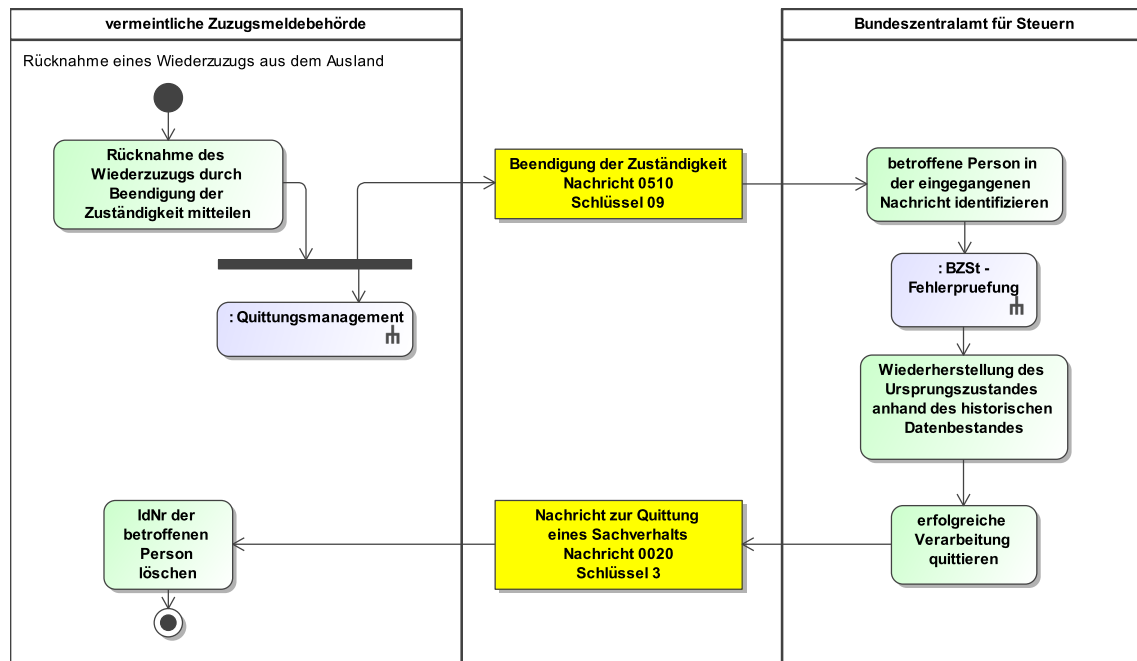 vermeintliche Zuzugsmeldebehörde
Bundeszentralamt für Steuern
Rücknahme eines Wiederzuzugs aus dem Ausland
Rücknahme des
Wiederzuzugs durch
Beendigung der
Zuständigkeit mitteilen
Beendigung der Zuständigkeit
Nachricht 0510
Schlüssel 09
betroffene Person in
der eingegangenen
Nachricht identifizieren
: Quittungsmanagement
: BZSt -
Fehlerpruefung
Wiederherstellung des
Ursprungszustandes
anhand des historischen
Datenbestandes
erfolgreiche
Verarbeitung
quittieren
Nachricht zur Quittung
eines Sachverhalts
Nachricht 0020
Schlüssel 3
IdNr der
betroffenen
Person
löschen